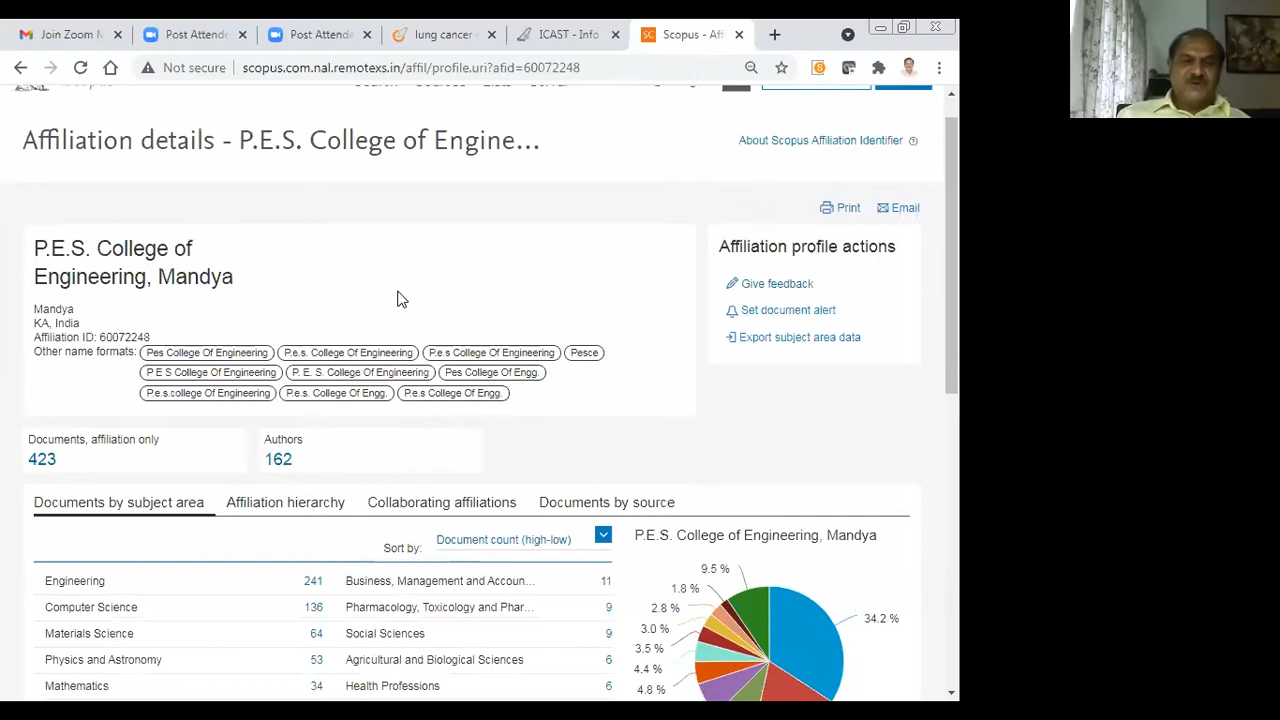 Join Zoom M
Post Attende
Post Attende
lung cancer
ICAST - Info
Scopus - Aff
Not secure
scopus.com.nal.remotexs.in/affil/profile.uri?afid=60072248
Affiliation details - P.E.S. College of Engine...
About Scopus Affiliation Identifier
Print
Email
P.E.S. College of
Engineering, Mandya
Affiliation profile actions
Give feedback
Set document alert
Export subject area data
Mandya
KA, India
Affiliation ID: 60072248
Other name formats: Pes College Of Engineering P.e.s. College Of Engineering P.e.s College Of Engineering Pesce
P E S College Of Engineering P. E. S. College Of Engineering Pes College Of Engg.
P.e.s.college Of Engineering P.e.s. College Of Engg. P.e.s College Of Engg.
Documents, affiliation only
423
Authors
162
Documents by subject area
Affiliation hierarchy
Collaborating affiliations
Documents by source
Sort by: Document count (high-low)
Engineering 241
Computer Science 136
Materials Science 64
Physics and Astronomy 53
Mathematics 34
Business, Management and Accoun... 11
Pharmacology, Toxicology and Phar... 9
Social Sciences 9
Agricultural and Biological Sciences 6
Health Professions 6
P.E.S. College of Engineering, Mandya
9.5 %
1.8 %
2.8 %
3.0 %
3.5 %
4.4 %
4.8 %
34.2 %